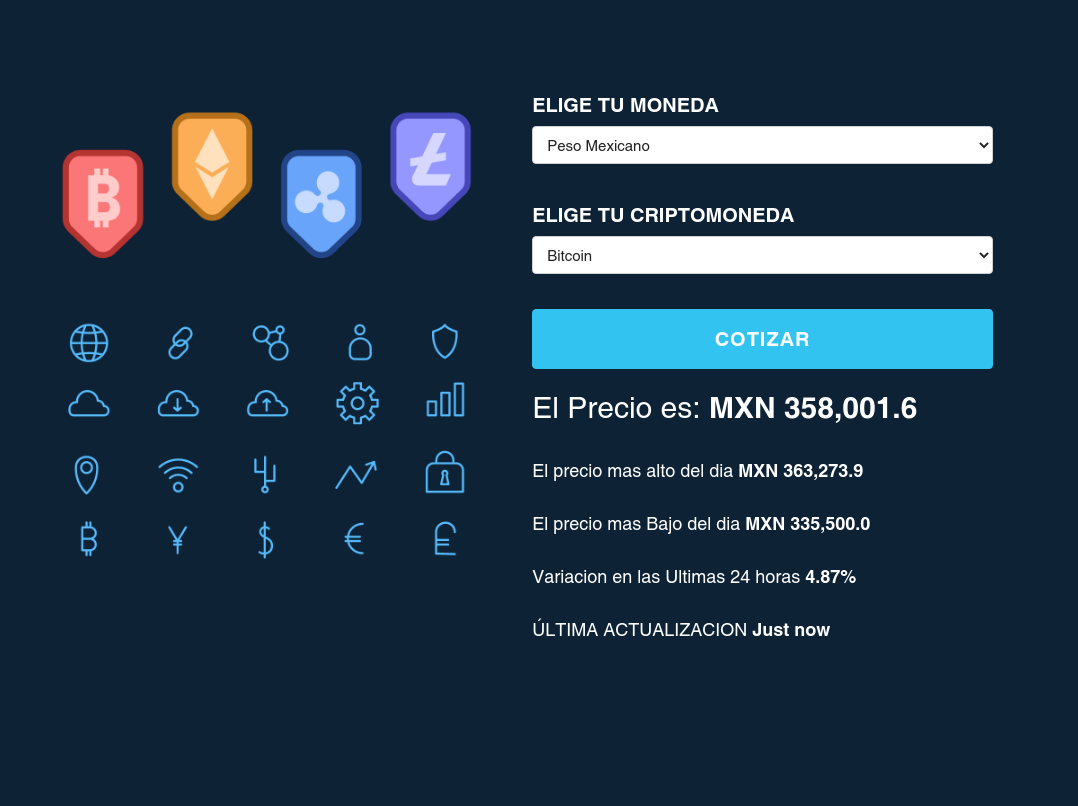 ELIGE TU MONEDA
Peso Mexicano
ELIGE TU CRIPTOMONEDA
Bitcoin
COTIZAR
El Precio es: MXN 358,001.6
El precio mas alto del dia MXN 363,273.9
El precio mas Bajo del dia MXN 335,500.0
Variacion en las Ultimas 24 horas 4.87%
ÚLTIMA ACTUALIZACION Just now